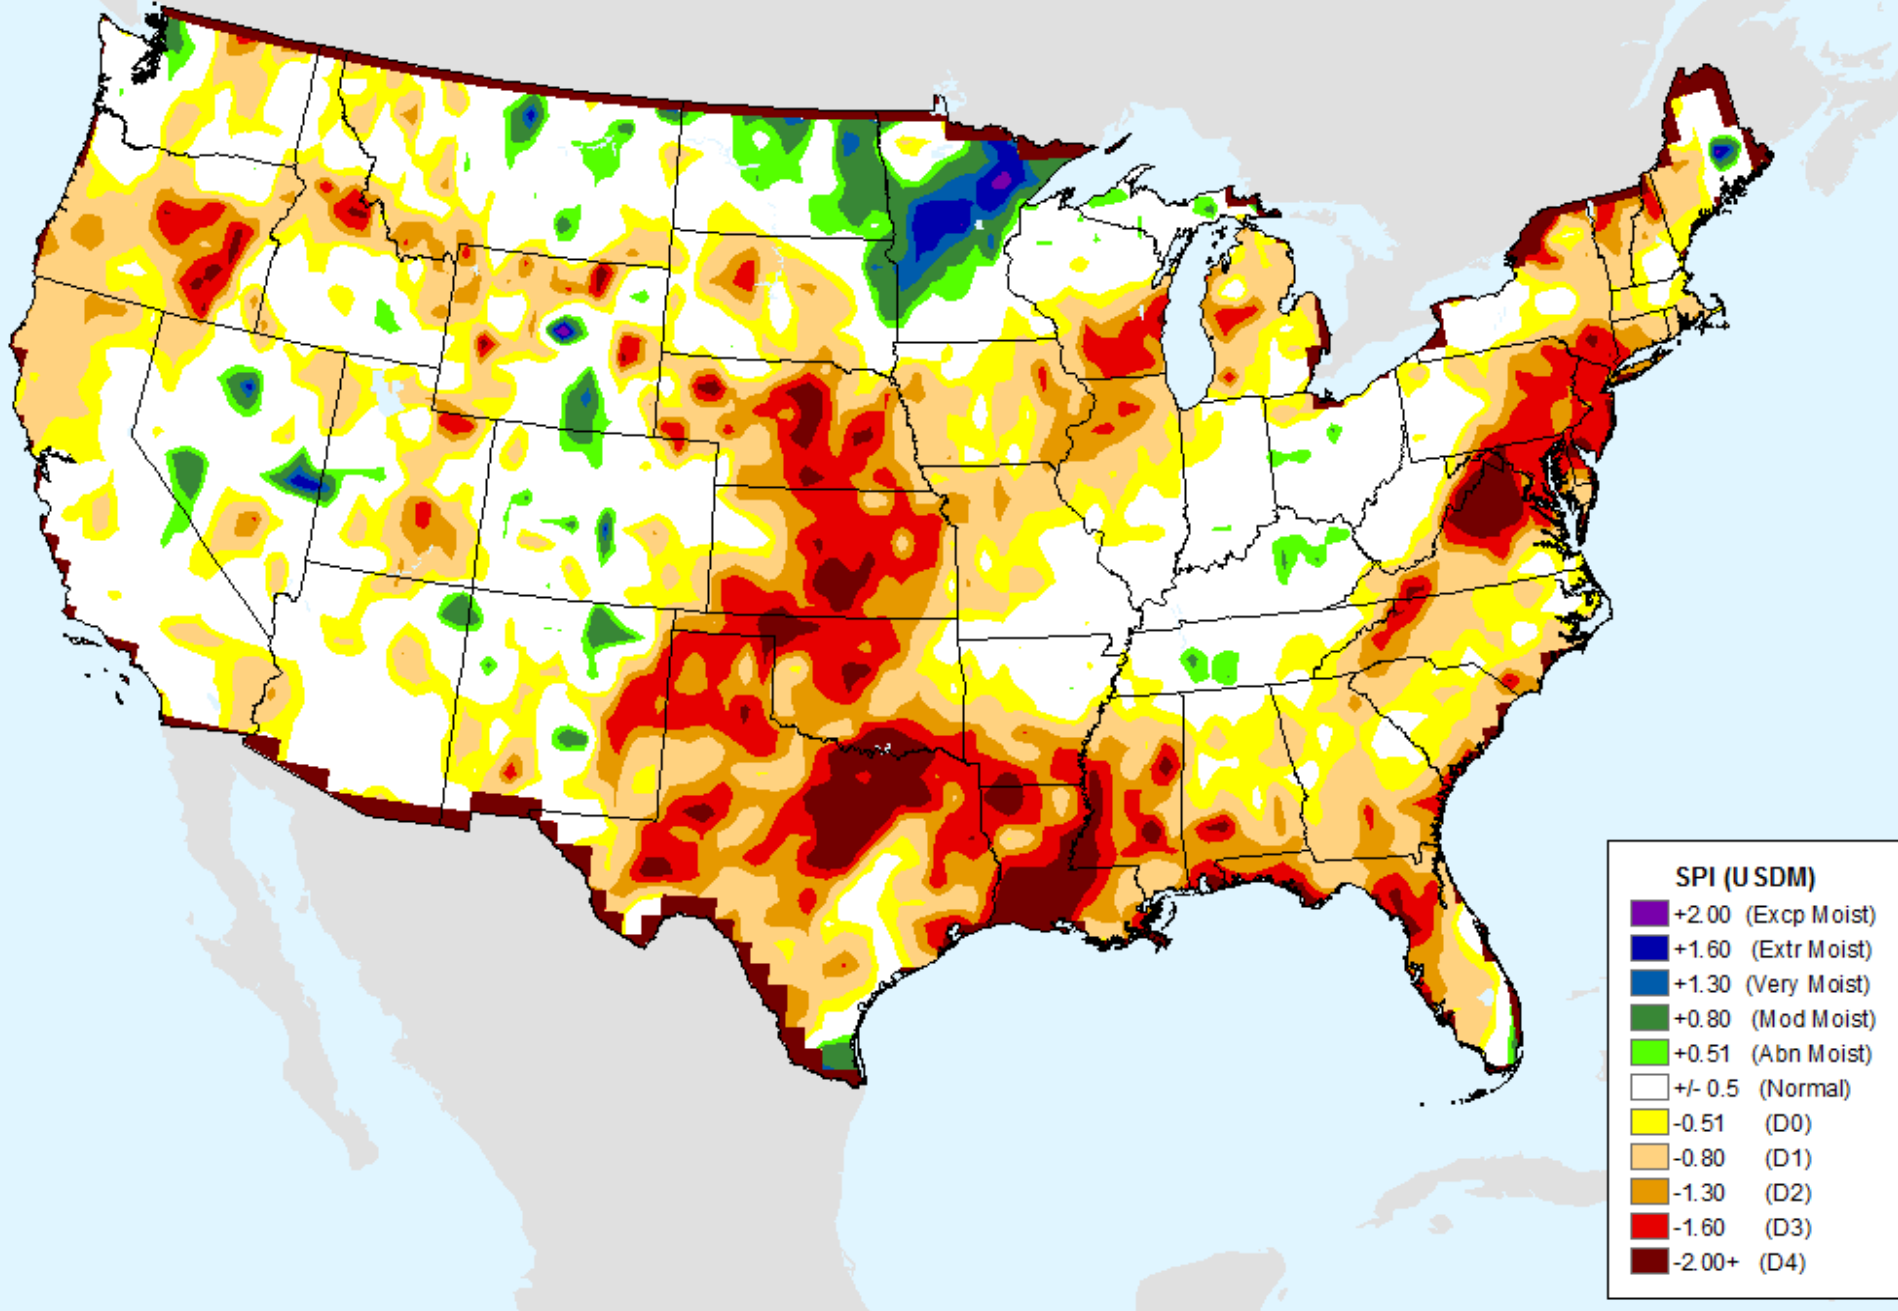 SPI (USDM)
+2.00 (Excp Moist)
+1.60 (Extr Moist)
+1.30 (Very Moist)
+0.80 (Mod Moist)
+0.51 (Abn Moist)
+/- 0.5 (Normal)
-0.51 (D0)
-0.80 (D1)
-1.30 (D2)
-1.60 (D3)
-2.00+ (D4)